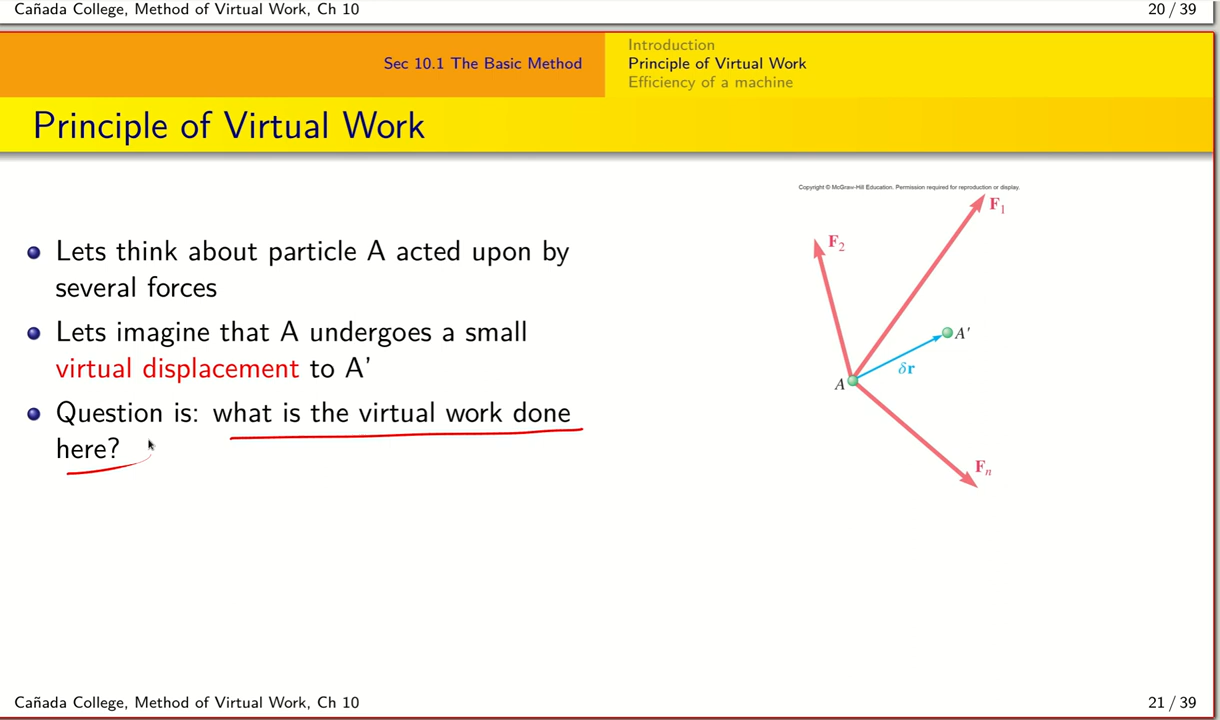 Cañada College, Method of Virtual Work, Ch 10
20 / 39
Sec 10.1 The Basic Method
Introduction
Principle of Virtual Work
Efficiency of a machine
Principle of Virtual Work
Lets think about particle A acted upon by
several forces
Lets imagine that A undergoes a small
virtual displacement to A’
Question is: what is the virtual work done
here?
Copyright © McGraw-Hill Education. Permission required for reproduction or display.
F₁
F₂
A′
δr
A
Fₙ
Cañada College, Method of Virtual Work, Ch 10
21 / 39